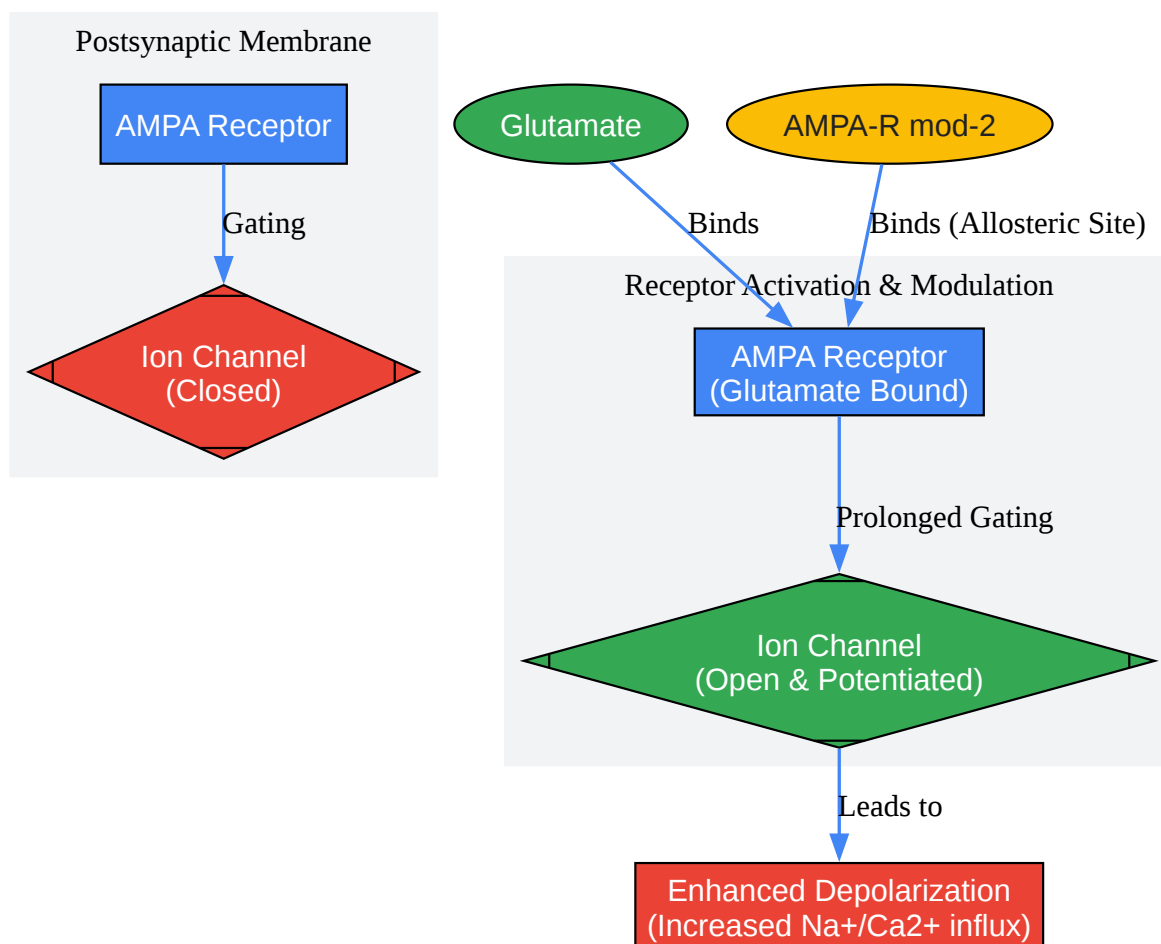 Postsynaptic Membrane
AMPA Receptor
Gating
Ion Channel
(Closed)
Glutamate
AMPA-R mod-2
Binds
Binds (Allosteric Site)
Receptor Activation & Modulation
AMPA Receptor
(Glutamate Bound)
Prolonged Gating
Ion Channel
(Open & Potentiated)
Leads to
Enhanced Depolarization
(Increased Na+/Ca2+ influx)